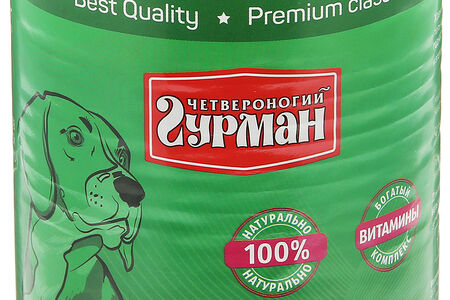 Best Quality ★ Premium class
ЧЕТВЕРОНОГИЙ
Гурман
НАТУРАЛЬНО
100%
НАТУРАЛЬНО
БОГАТЫЙ
ВИТАМИНЫ
КОМПЛЕКС